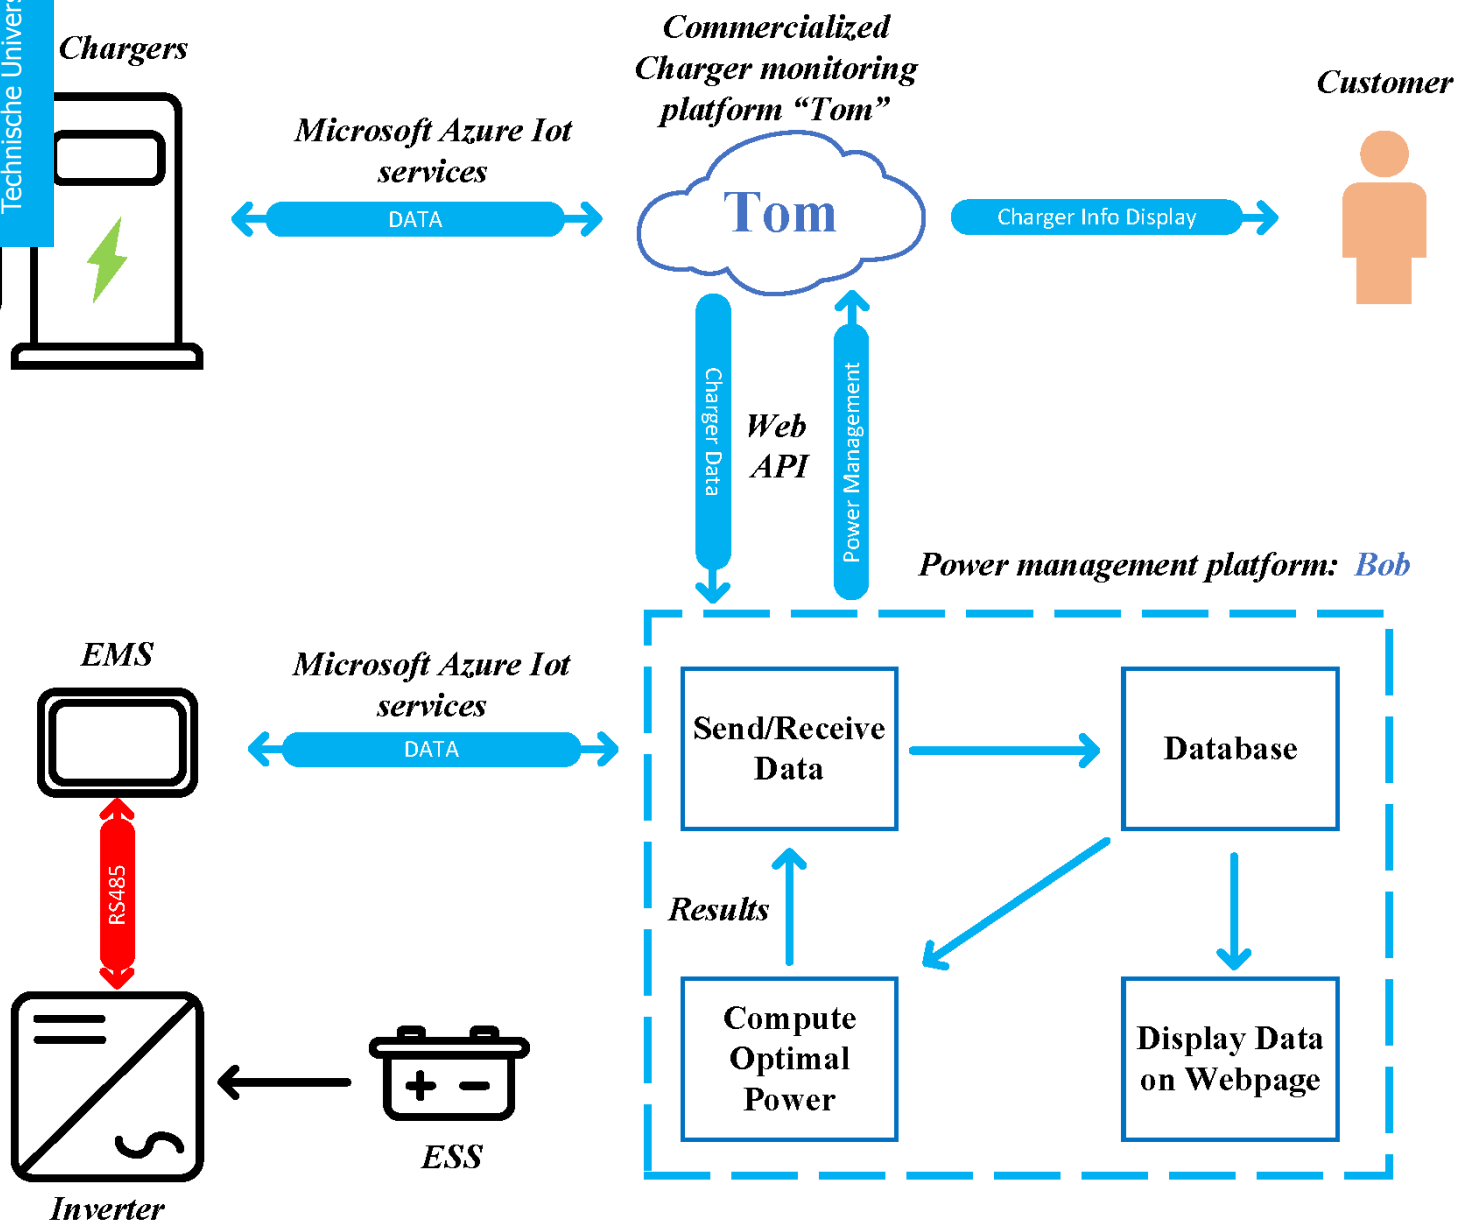 Technische Univers
Chargers
Commercialized
Charger monitoring
platform “Tom”
Customer
Microsoft Azure Iot
services
DATA
Tom
Charger Info Display
Charger Data
Web
API
Power Management
Power management platform: Bob
EMS
Microsoft Azure Iot
services
DATA
Send/Receive
Data
Database
RS485
Results
Compute
Optimal
Power
Display Data
on Webpage
ESS
Inverter